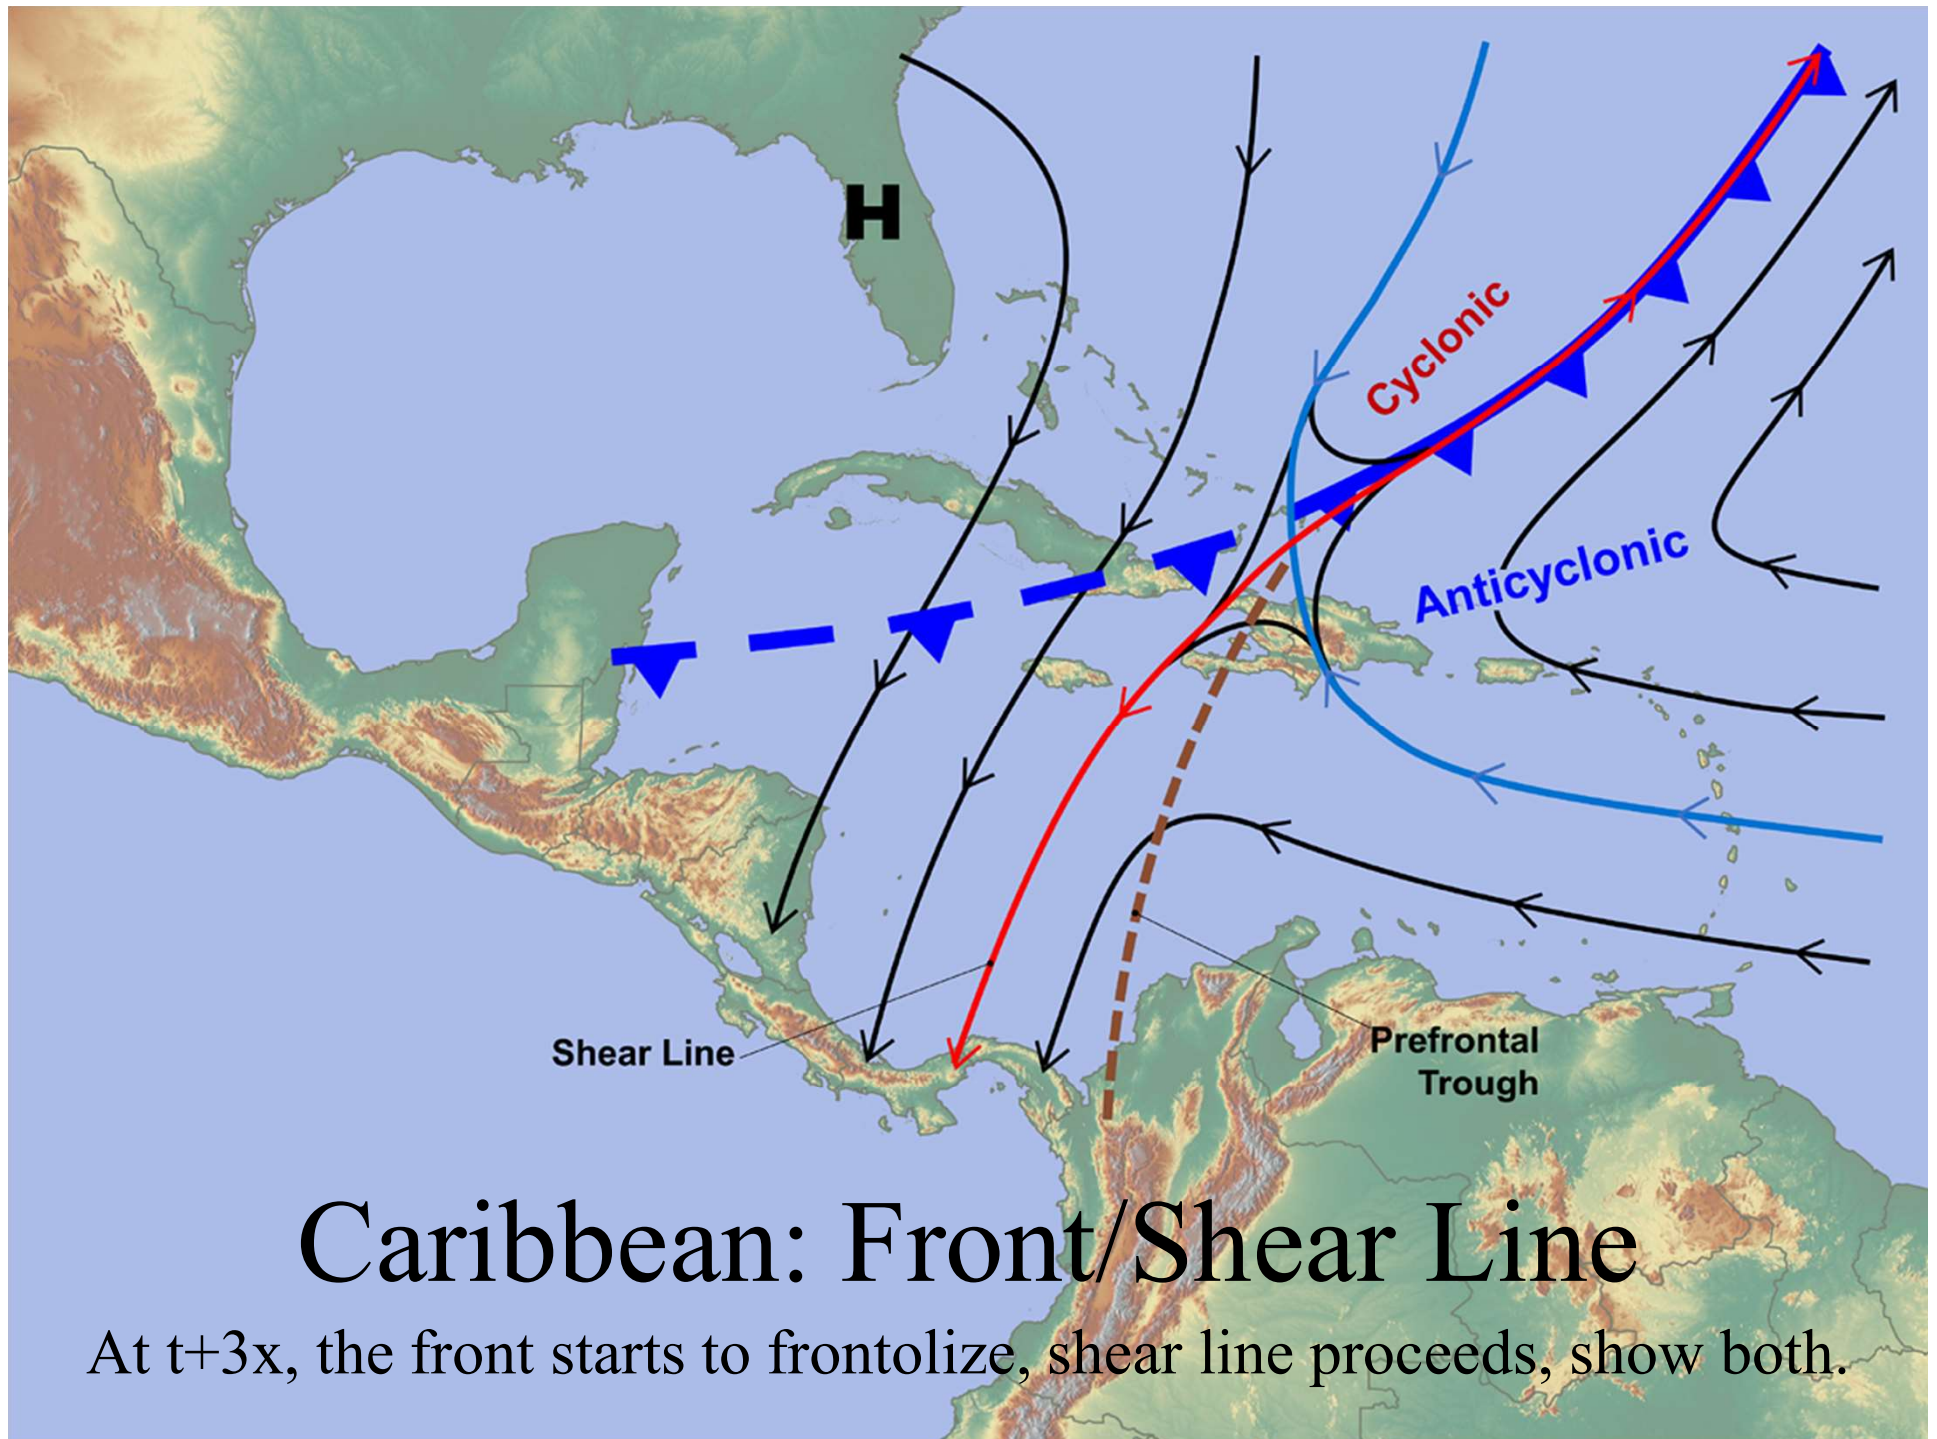 H
Cyclonic
Anticyclonic
Shear Line
Prefrontal
Trough
Caribbean: Front/Shear Line
At t+3x, the front starts to frontolize, shear line proceeds, show both.